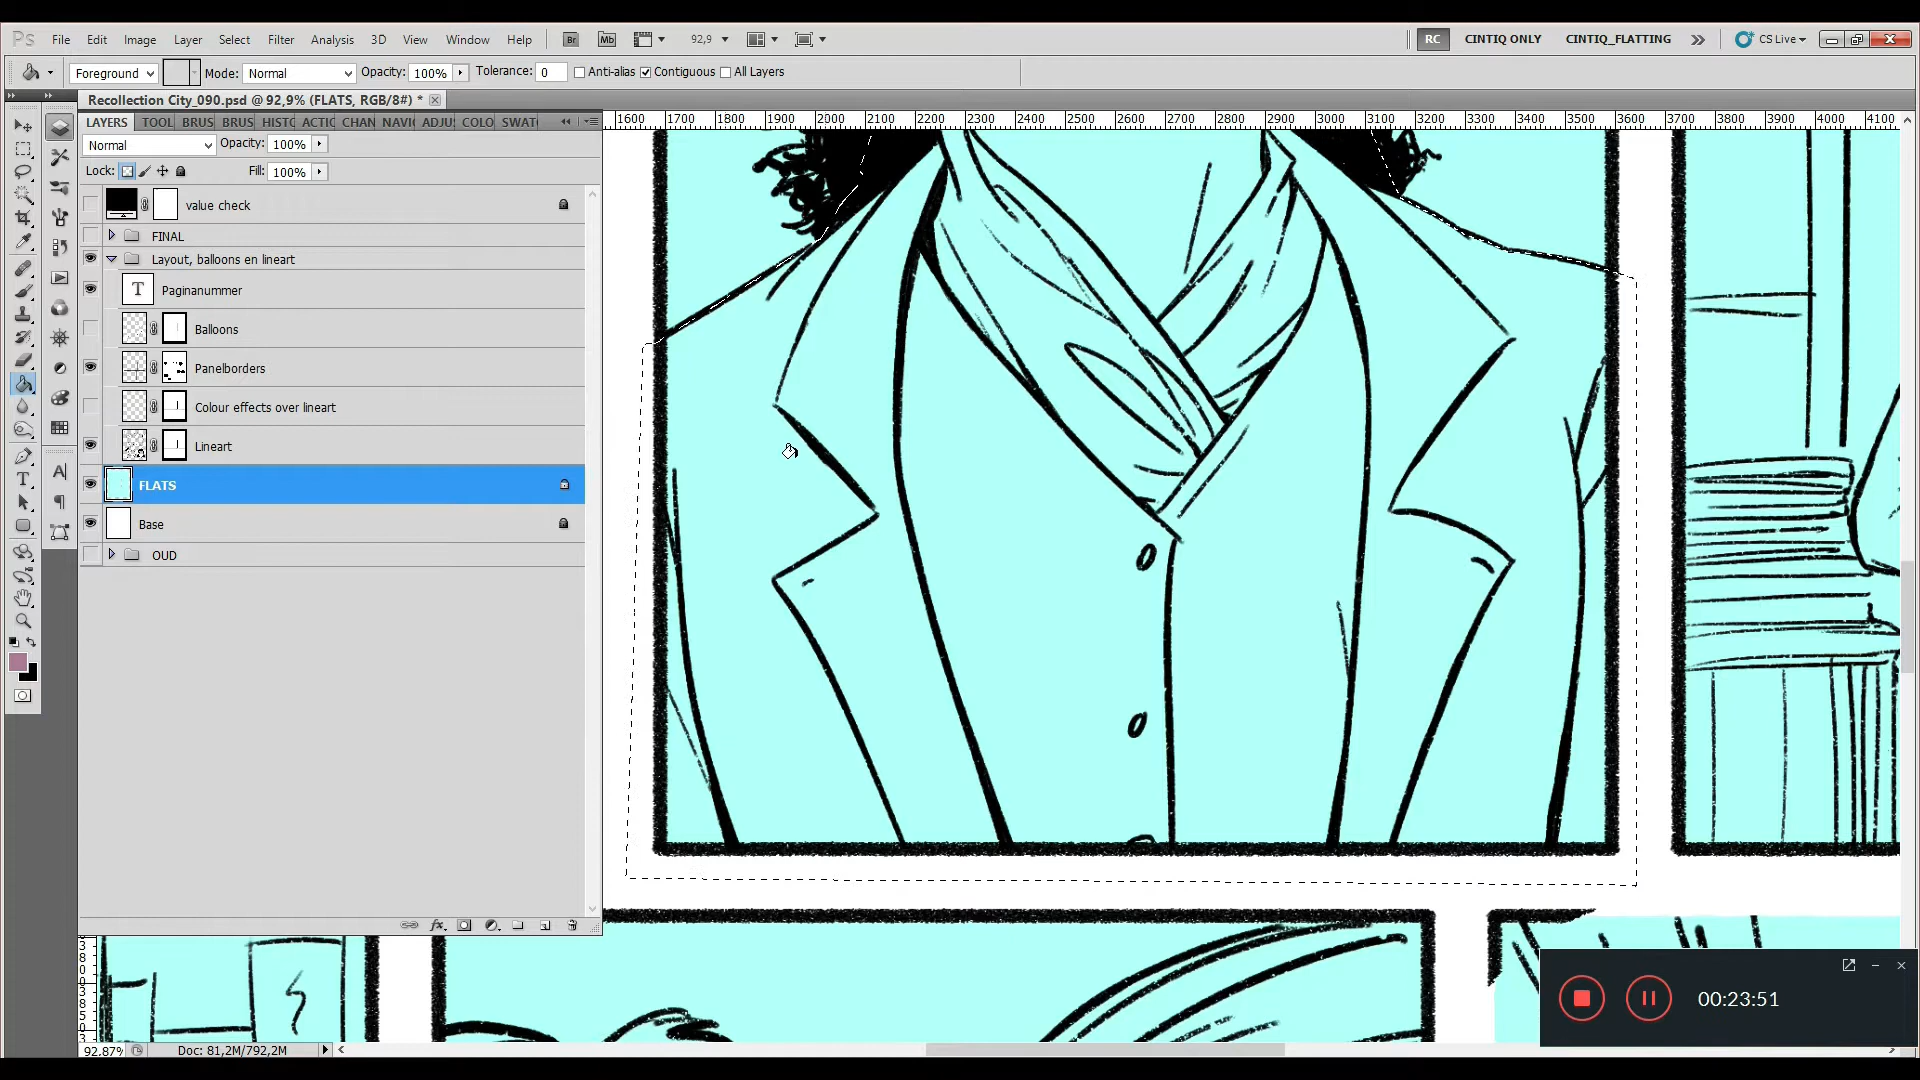 Ps File Edit Image Layer Select Filter Analysis 3D View Window Help Br Mb 92,9 RC CINTIQ ONLY CINTIQ_FLATTING CS Live
Foreground Mode: Normal Opacity: 100% Tolerance: 0 Anti-alias Contiguous All Layers
Recollection City_090.psd @ 92,9% (FLATS, RGB/8#) *
LAYERS TOOL BRUS BRUS HISTC ACTIC CHAN NAVIC ADJU COLO SWAT
1600 1700 1800 1900 2000 2100 2200 2300 2400 2500 2600 2700 2800 2900 3000 3100 3200 3300 3400 3500 3600 3700 3800 3900 4000 4100
Normal Opacity: 100%
Lock: Fill: 100%
value check
FINAL
Layout, balloons en lineart
T Paginanummer
Balloons
Panelborders
Colour effects over lineart
Lineart
FLATS
Base
OUD
fx
00:23:51
92.87% Doc: 81,2M/792,2M